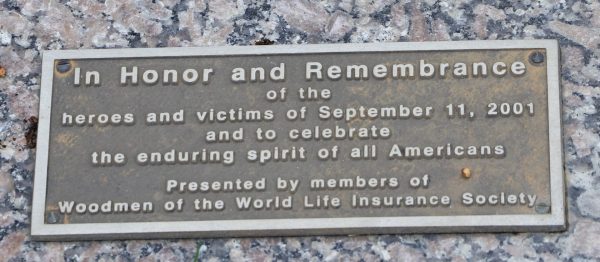 In Honor and Remembrance
of the
heroes and victims of September 11, 2001
and to celebrate
the enduring spirit of all Americans
Presented by members of
Woodmen of the World Life Insurance Society